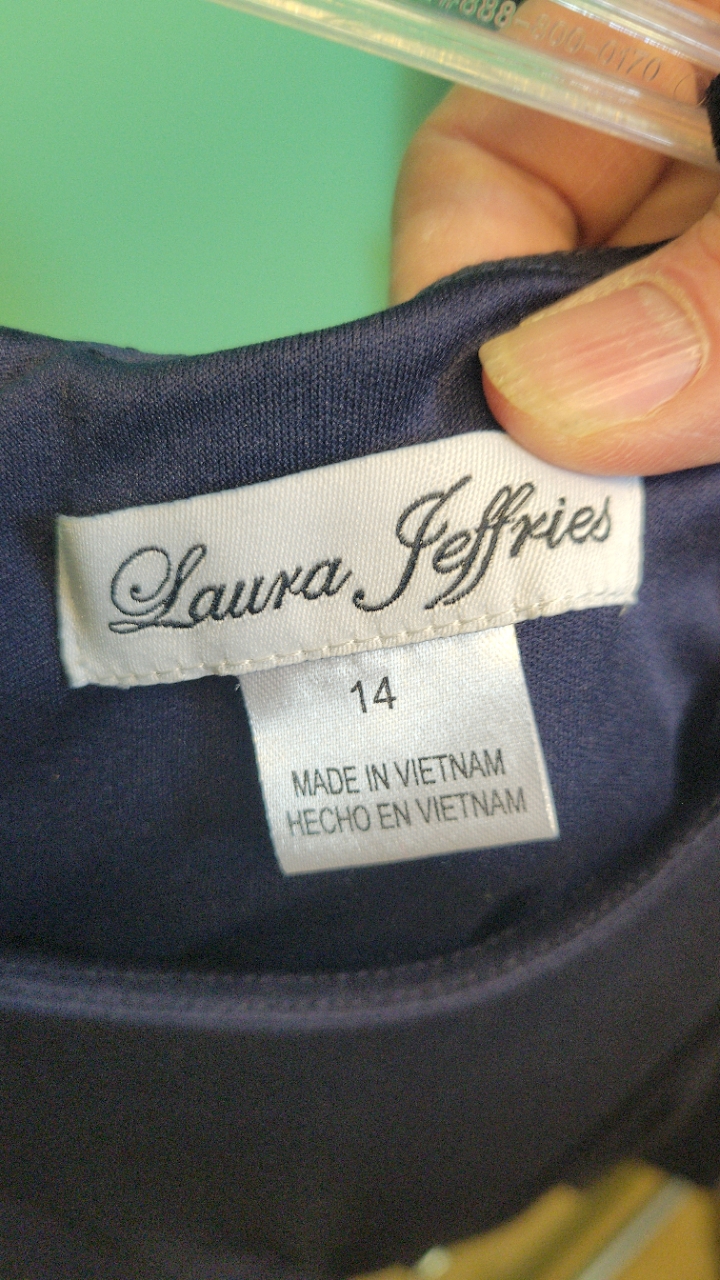 Laura Jeffries
14
MADE IN VIETNAM
HECHO EN VIETNAM